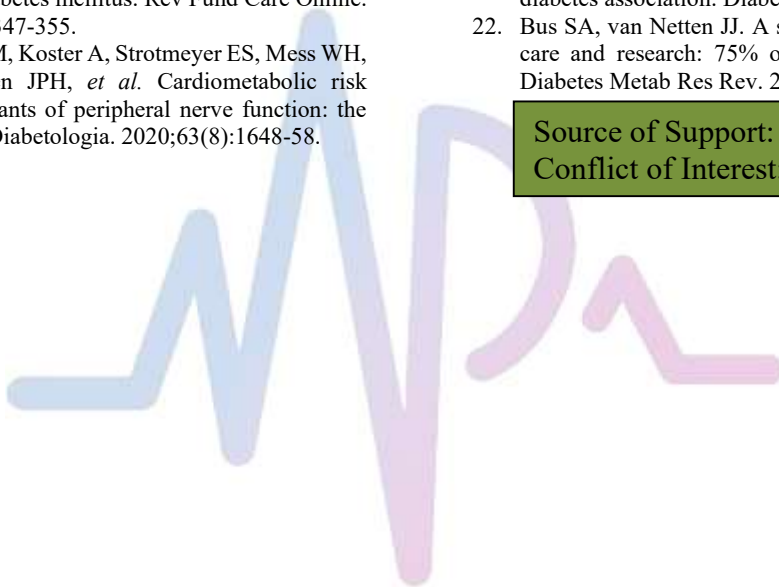 betes mellitus. Rev Fund Care Online.
347-355.
M, Koster A, Strotmeyer ES, Mess WH,
n JPH, et al. Cardiometabolic risk
ants of peripheral nerve function: the
Diabetologia. 2020;63(8):1648-58.
diabetes association. Diabe
22. Bus SA, van Netten JJ. A s
care and research: 75% o
Diabetes Metab Res Rev. 2
Source of Support:
Conflict of Interest